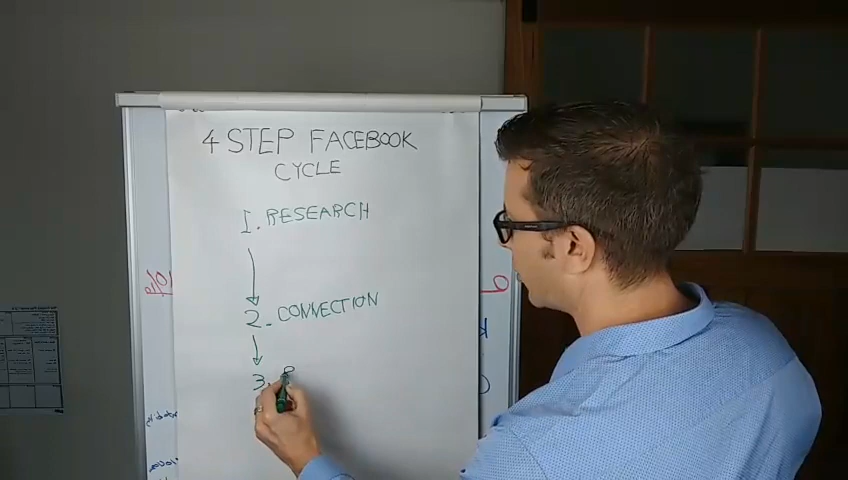 4 STEP FACEBOOK
CYCLE
1. RESEARCH
2. CONNECTION
3.